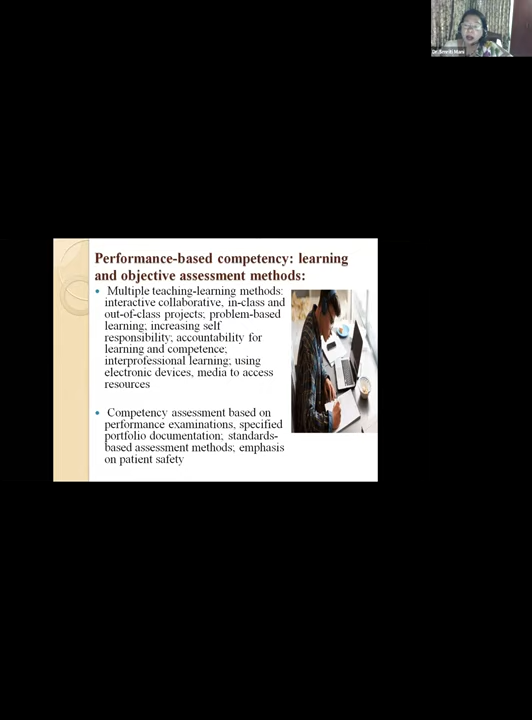 Dr. Smriti Mani
Performance-based competency: learning
and objective assessment methods:
• Multiple teaching-learning methods:
interactive collaborative, in-class and
out-of-class projects; problem-based
learning; increasing self
responsibility; accountability for
learning and competence;
interprofessional learning; using
electronic devices, media to access
resources
• Competency assessment based on
performance examinations, specified
portfolio documentation; standards-
based assessment methods; emphasis
on patient safety